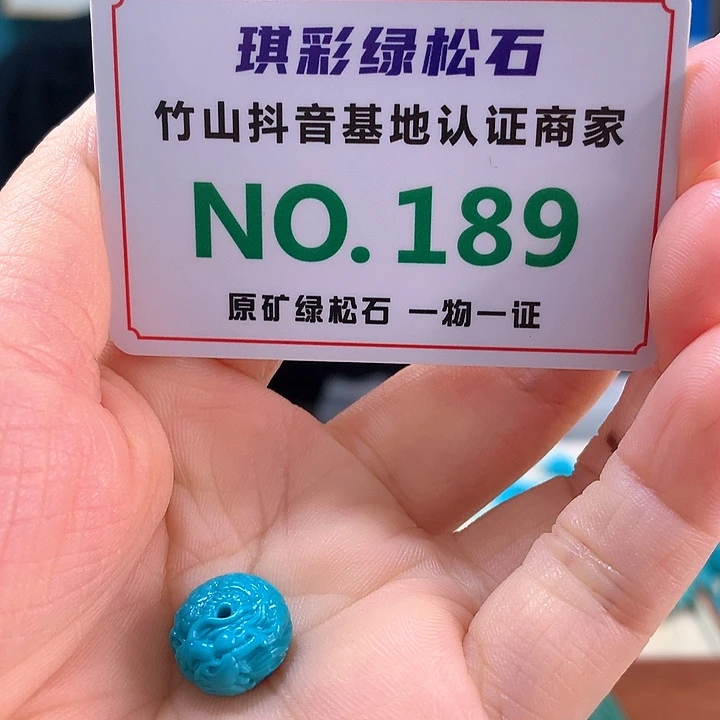 琪彩绿松石
竹山抖音基地认证商家
NO.189
原矿绿松石 一物一证